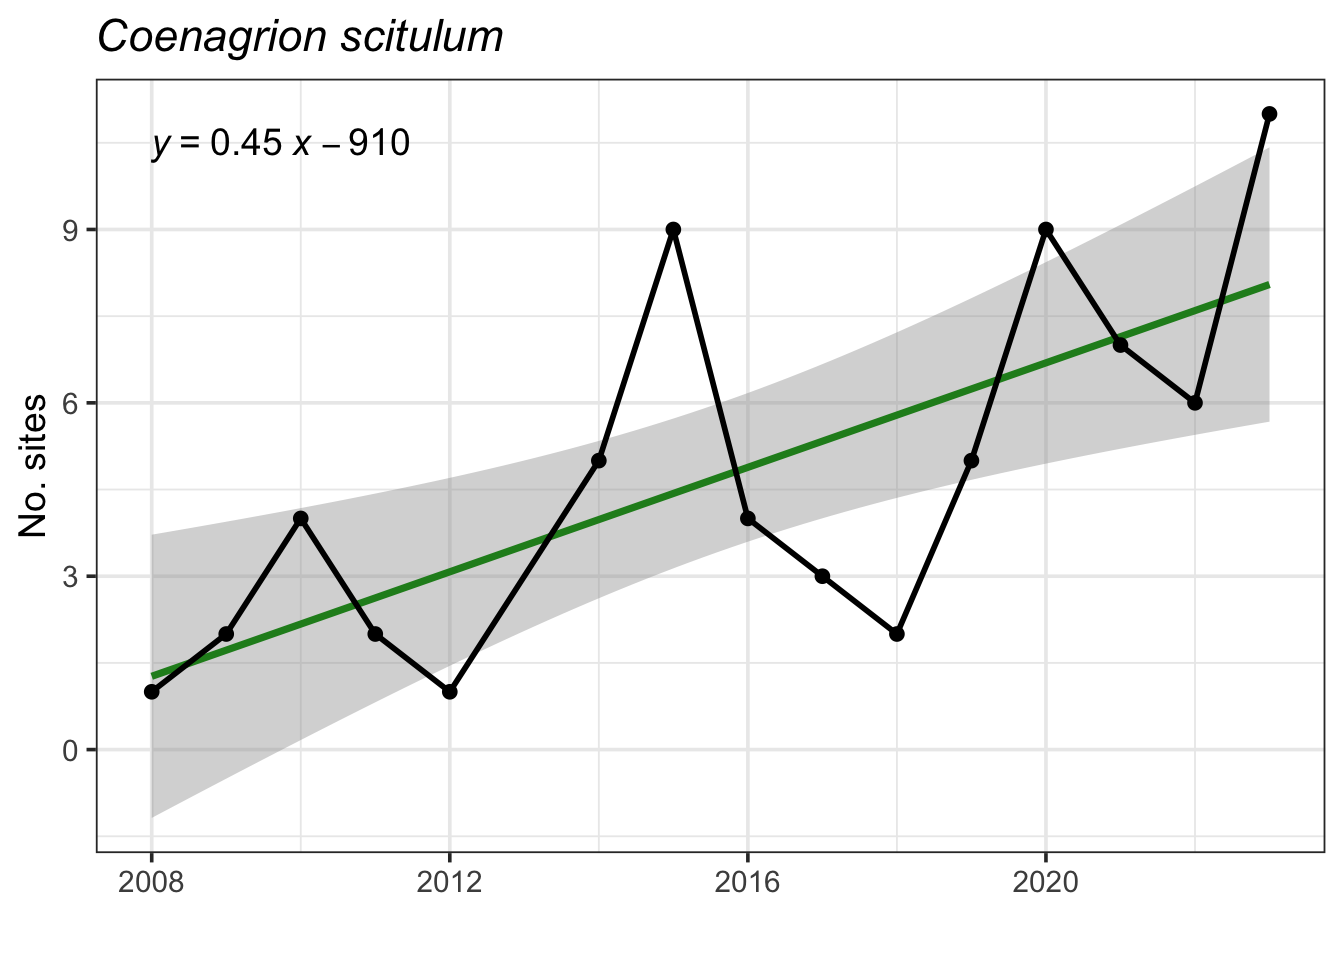 Coenagrion scitulum
y = 0.45 x − 910
No. sites
9
6
3
0
2008 2012 2016 2020